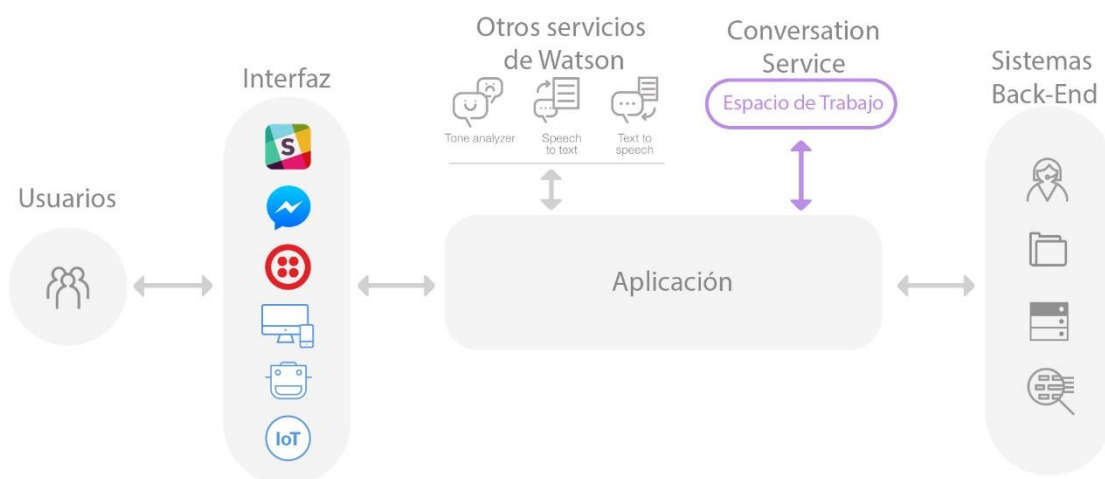 Usuarios
Interfaz
S
IoT
Otros servicios
de Watson
Tone analyzer
Speech
to text
Text to
speech
Conversation
Service
Espacio de Trabajo
Aplicación
Sistemas
Back-End